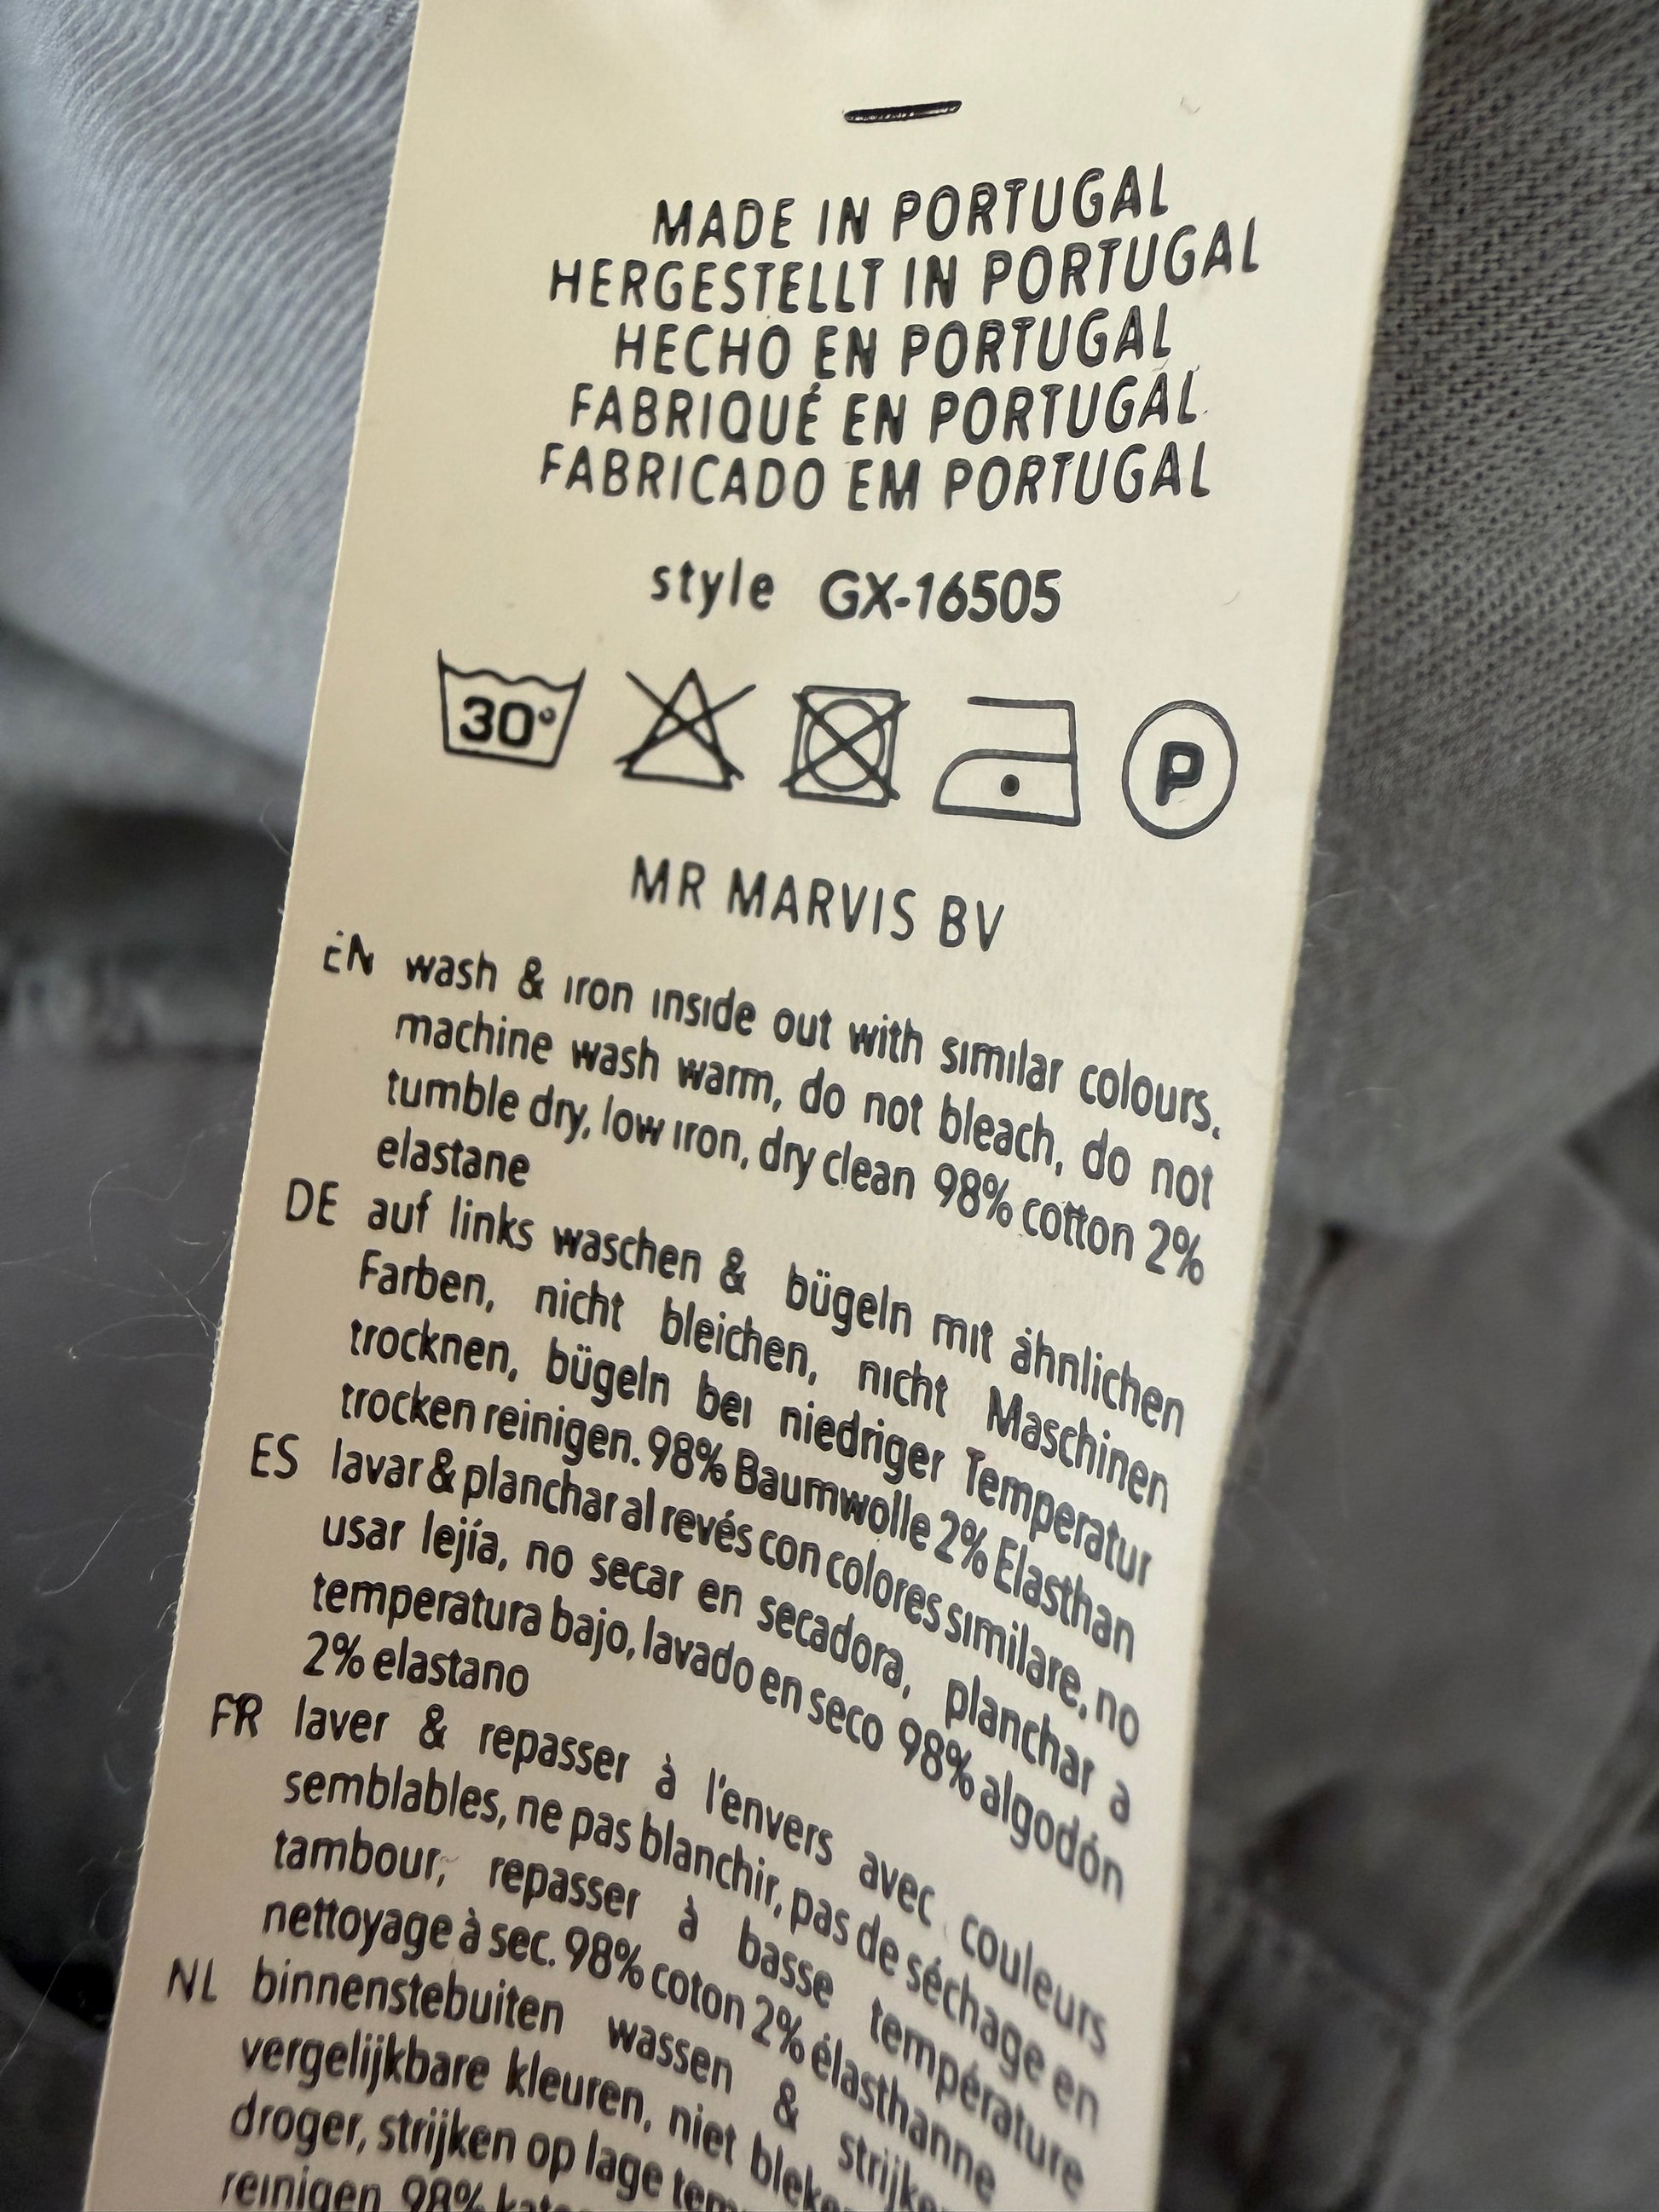 MADE IN PORTUGAL
HERGESTELLT IN PORTUGAL
HECHO EN PORTUGAL
FABRIQUÉ EN PORTUGAL
FABRICADO EM PORTUGAL
style GX-16505
30°
P
MR MARVIS BV
EN wash & iron inside out with similar colours.
machine wash warm, do not bleach, do not
tumble dry, low iron, dry clean 98% cotton 2%
elastane
DE auf links waschen & bügeln mit ähnlichen
Farben, nicht bleichen, nicht Maschinen
trocknen, bügeln bei niedriger Temperatur
trocken reinigen. 98% Baumwolle 2% Elasthan
ES lavar & planchar al revés con colores similare, no
usar lejía, no secar en secadora, planchar a
temperatura bajo, lavado en seco 98% algodón
2% elastano
FR laver & repasser à l'envers avec couleurs
semblables, ne pas blanchir, pas de séchage en
tambour, repasser à basse température
nettoyage à sec. 98% coton 2% élasthanne
NL binnenstebuiten wassen &
vergelijkbare kleuren, niet
droger, strijken op lage
reinigen 98%